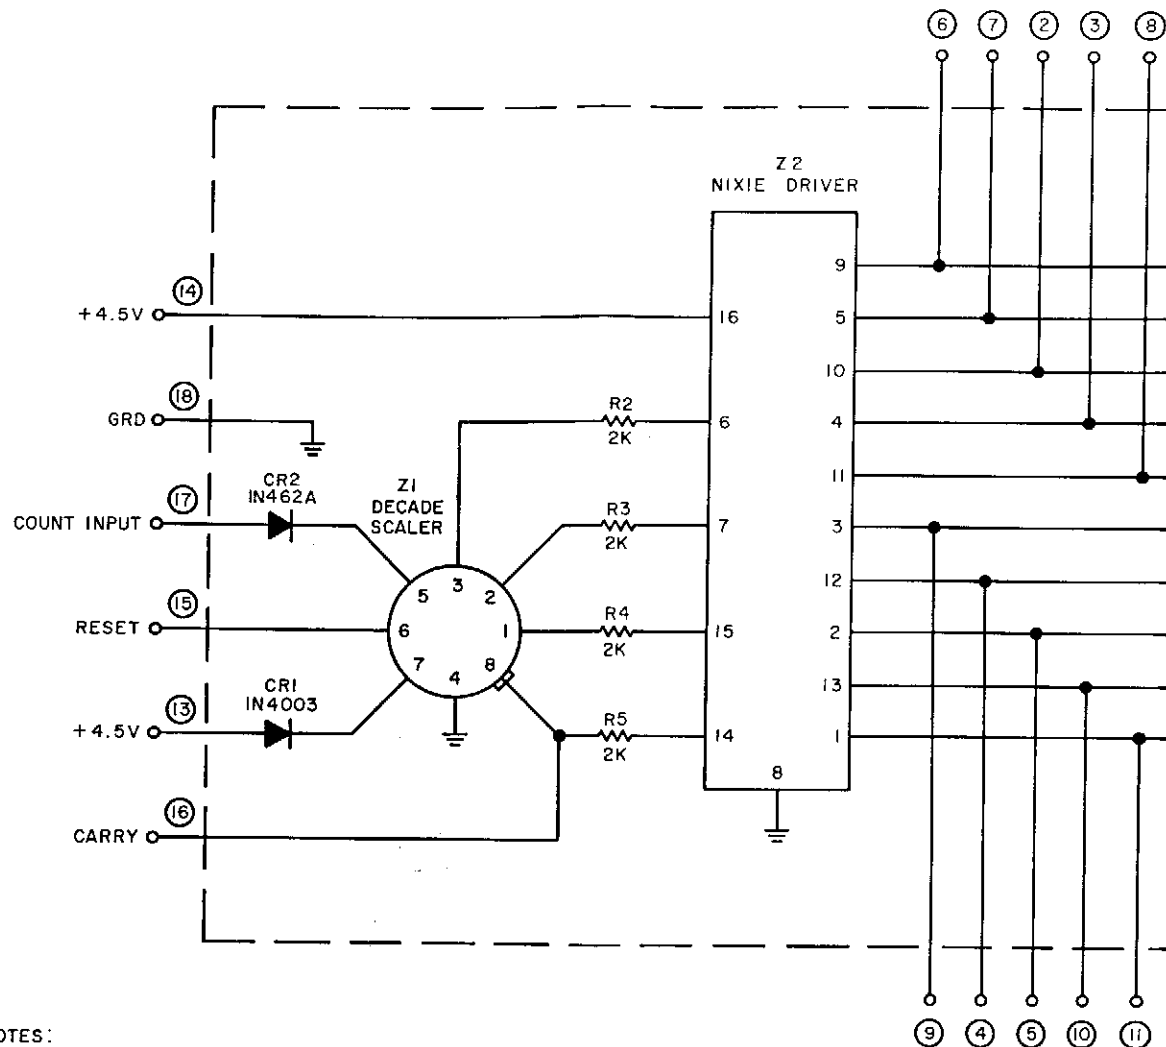 6 7 2 3 8
Z2
NIXIE DRIVER
9
14
+4.5V
16
5
10
18
GRD
R2
2K
6
4
CR2
IN462A
Z1
DECADE
SCALER
11
17
COUNT INPUT
R3
2K
7
3
5
3
2
12
15
RESET
6
1
R4
2K
15
2
7
4
8
13
CR1
IN4003
13
+4.5V
R5
2K
14
1
8
16
CARRY
9 4 5 10 11
OTES: